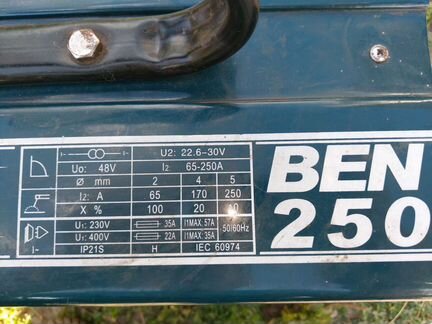 U2: 22.6-30V
Uo: 48V I2 65-250A
Ø mm 2 4 5
I2: A 65 170 250
X % 100 20 10
U1: 230V 35A I1MAX: 57A 50/60Hz
U1: 400V 22A I1MAX: 35A
IP21S H IEC 60974
BEN
250